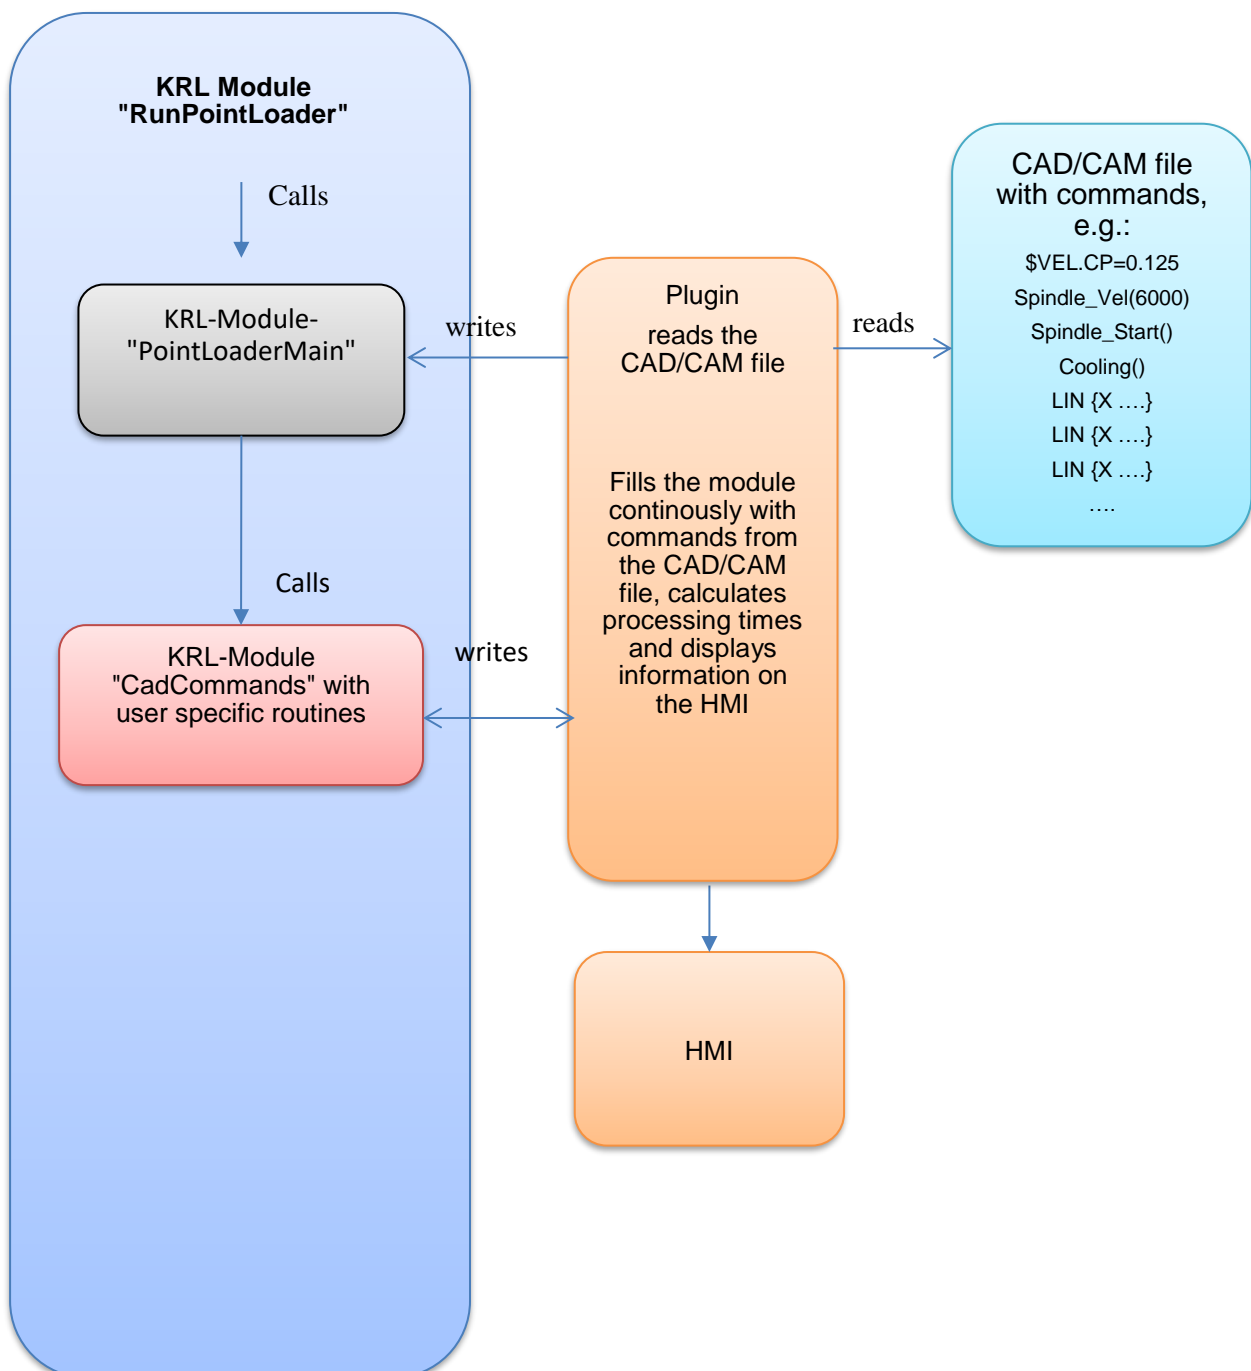 KRL Module
"RunPointLoader"
Calls
KRL-Module-
"PointLoaderMain"
Calls
KRL-Module
"CadCommands" with
user specific routines
writes
writes
Plugin
reads the
CAD/CAM file
Fills the module
continously with
commands from
the CAD/CAM
file, calculates
processing times
and displays
information on
the HMI
HMI
reads
CAD/CAM file
with commands,
e.g.:
$VEL.CP=0.125
Spindle_Vel(6000)
Spindle_Start()
Cooling()
LIN {X ....}
LIN {X ....}
LIN {X ....}
....